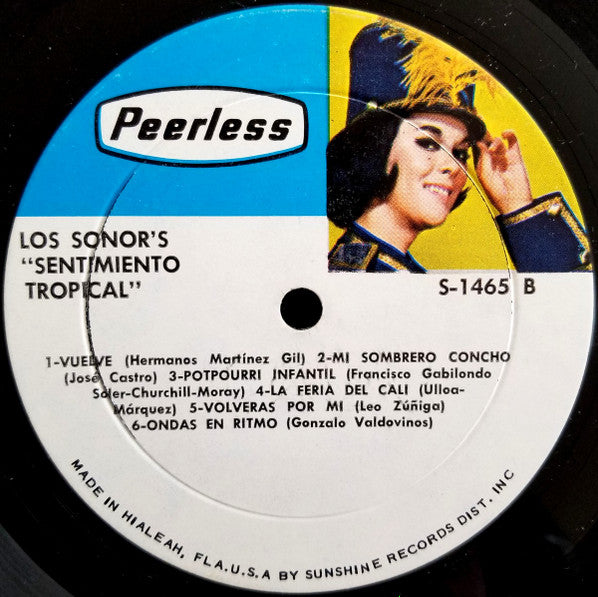 Peerless
LOS SONOR'S
"SENTIMIENTO
TROPICAL"
S-1465 B
1-VUELVE (Hermanos Martínez Gil) 2-MI SOMBRERO CONCHO
(José Castro) 3-POTPOURRI INFANTIL (Francisco Gabilondo
Soler-Churchill-Moray) 4-LA FERIA DEL CALI (Ulloa-
Márquez) 5-VOLVERAS POR MI (Leo Zúñiga)
6-ONDAS EN RITMO (Gonzalo Valdovinos)
MADE IN HIALEAH, FLA.U.S.A BY SUNSHINE RECORDS DIST. INC